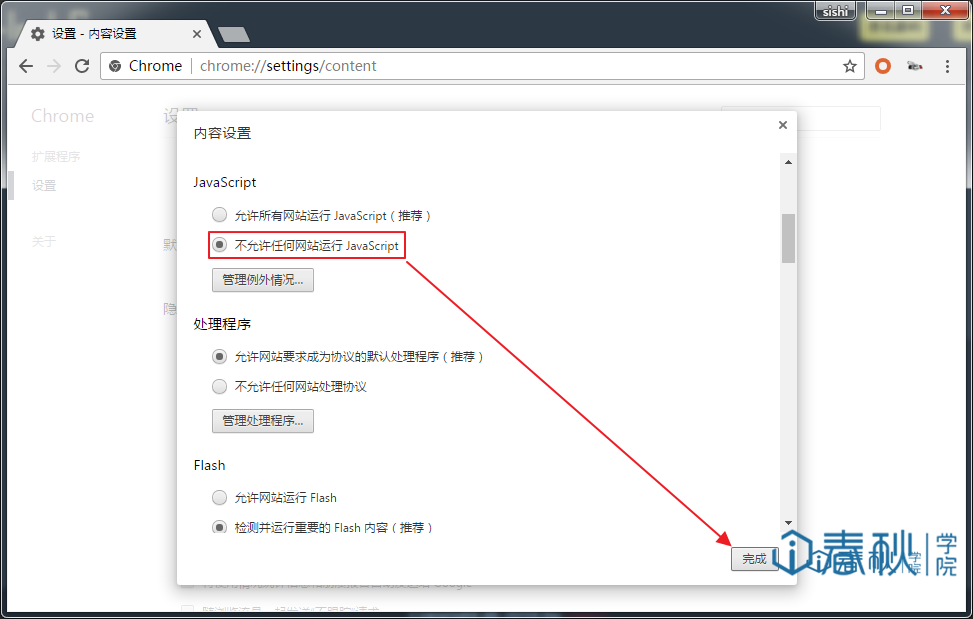 sishi
设置 - 内容设置
Chrome
chrome://settings/content
Chrome
设置
扩展程序
设置
关于
默
隐
内容设置
JavaScript
允许所有网站运行 JavaScript（推荐）
不允许任何网站运行 JavaScript
管理例外情况...
处理程序
允许网站要求成为协议的默认处理程序（推荐）
不允许任何网站处理协议
管理处理程序...
Flash
允许网站运行 Flash
检测并运行重要的 Flash 内容（推荐）
完成
i春秋学院